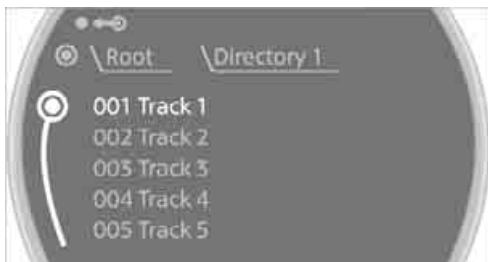 \Root \Directory 1
001 Track 1
002 Track 2
003 Track 3
004 Track 4
005 Track 5